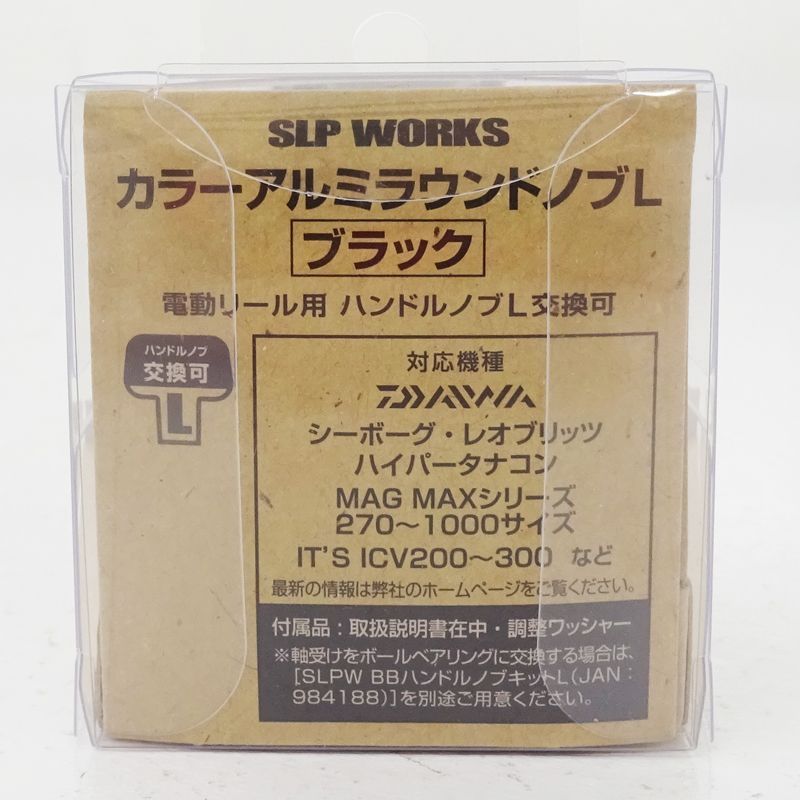 SLP WORKS
カラーアルミラウンドノブL
ブラック
電動リール用 ハンドルノブL交換可
ハンドルノブ
交換可
L
対応機種
DAIWA
シーボーグ・レオブリッツ
ハイパータナコン
MAG MAXシリーズ
270〜1000サイズ
IT'S ICV200〜300 など
最新の情報は弊社のホームページをご覧ください。
付属品：取扱説明書在中・調整ワッシャー
※軸受けをボールベアリングに交換する場合は、
[SLPW BBハンドルノブキットL(JAN：
984188)]を別途ご用意ください。